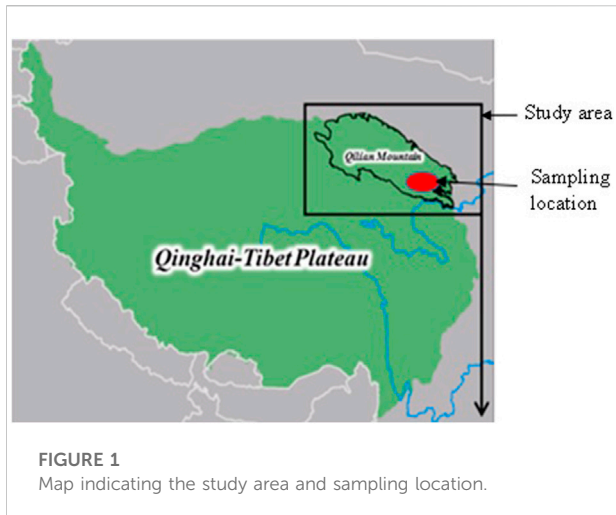 Study area
Qilian Mountain
Sampling
location
Qinghai-Tibet Plateau
FIGURE 1
Map indicating the study area and sampling location.